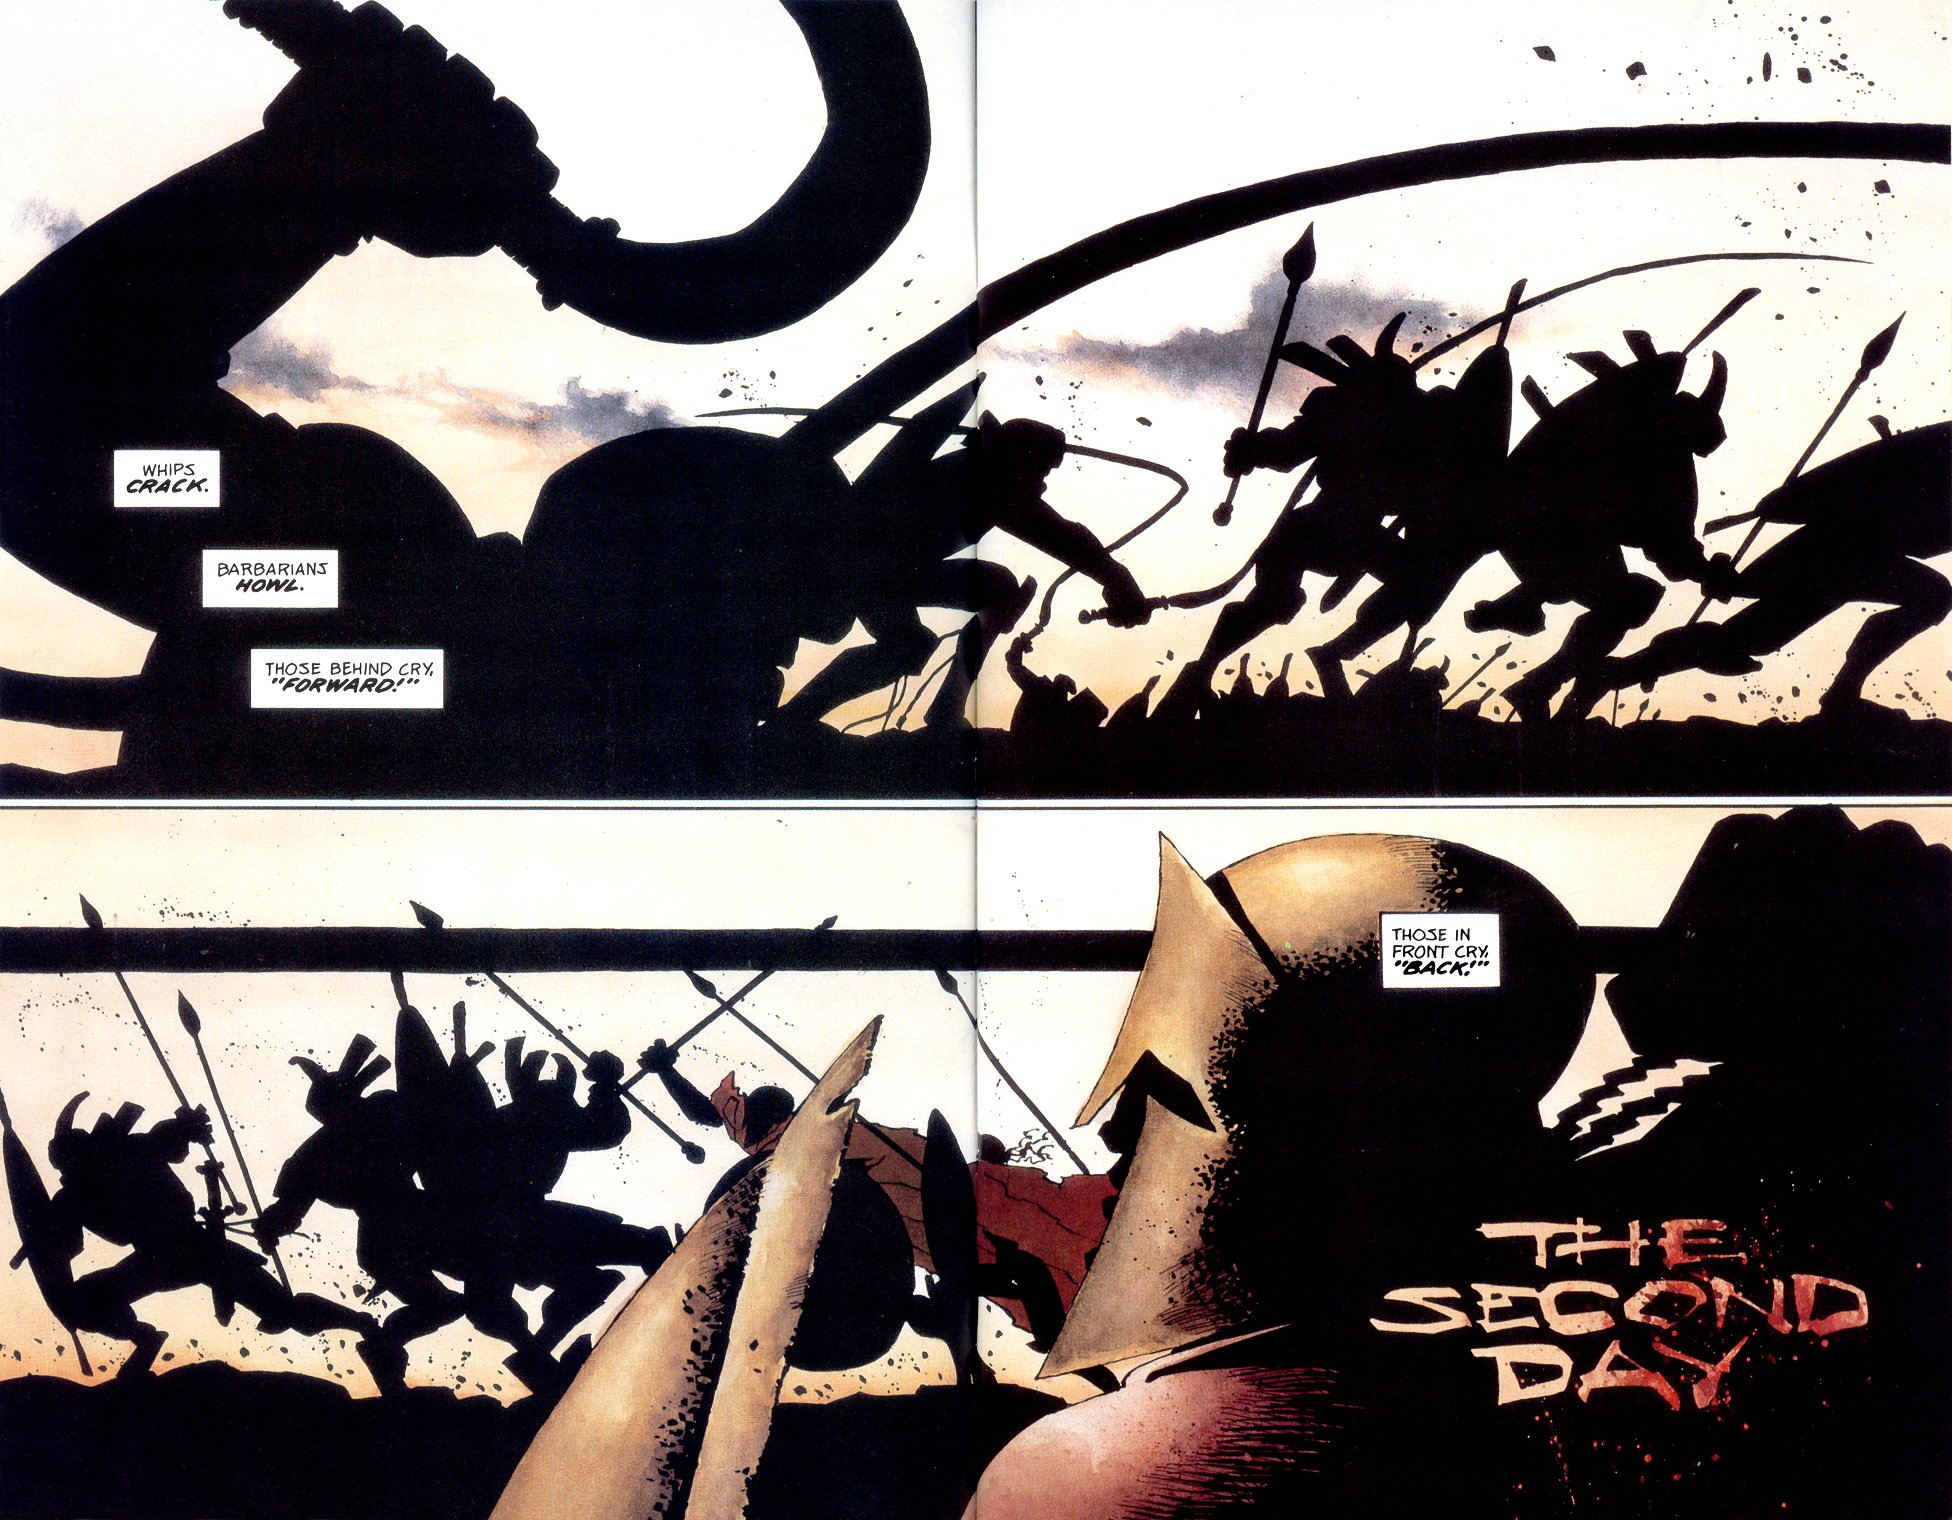 WHIPS
CRACK.
BARBARIANS
HOWL.
THOSE BEHIND CRY,
"FORWARD!"
THOSE IN
FRONT CRY,
"BACK!"
THE
SECOND
DAY